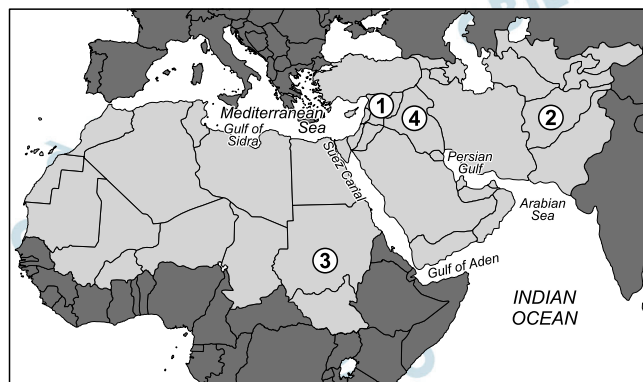 Mediterranean
Sea
Gulf of
Sidra
Suez Canal
1
4
2
Persian
Gulf
Arabian
Sea
3
Gulf of Aden
INDIAN
OCEAN